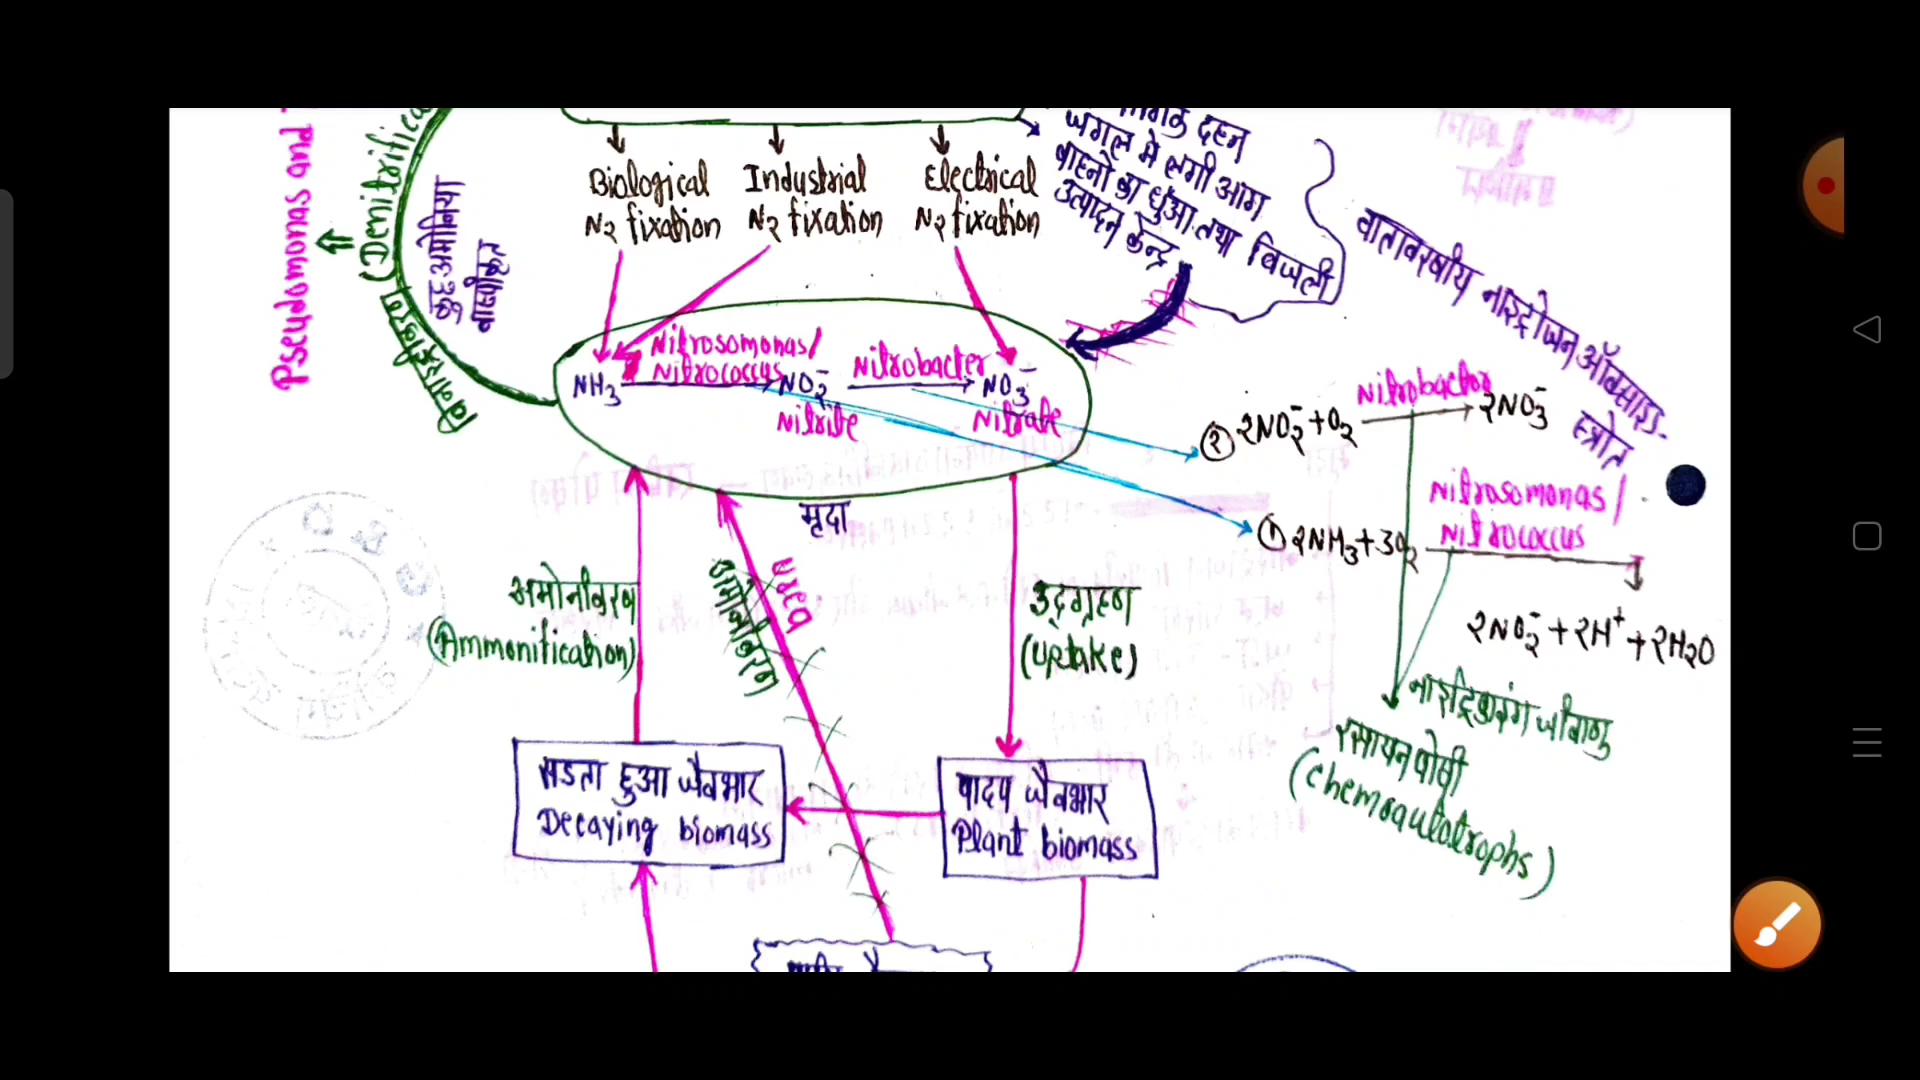 Pseudomonas and
(Denitrifica
विनाइट्रीकरण
कुछ अमोनिया
वाष्पीकृत
Biological
N2 fixation
Industrial
N2 fixation
Electrical
N2 fixation
दहन
जंगल मे लगी आग
वाहनो का धुँआ तथा बिजली
उत्पादन केन्द्र
वातावरणीय नाइट्रोजन ऑक्साइड
स्त्रोत
NH3
Nitrosomonas/
Nitrococcus
NO2-
Nitrite
Nitrobacter
NO3-
Nitrate
मृदा
② 2NO2- + O2
Nitrobactor
2NO3-
① 2NH3+3O2
Nitrosomonas/
Nitrococcus
2NO2- + 2H+ + 2H2O
नाइट्रिकारंग जीवाणु
रसायनपोषी
(Chemoautotrophs)
अमोनीकरण
(Ammonification)
अमोनीकरण
urea
उद्ग्रहण
(uptake)
सडता हुआ जैवभार
Decaying biomass
पादप जैवभार
Plant biomass